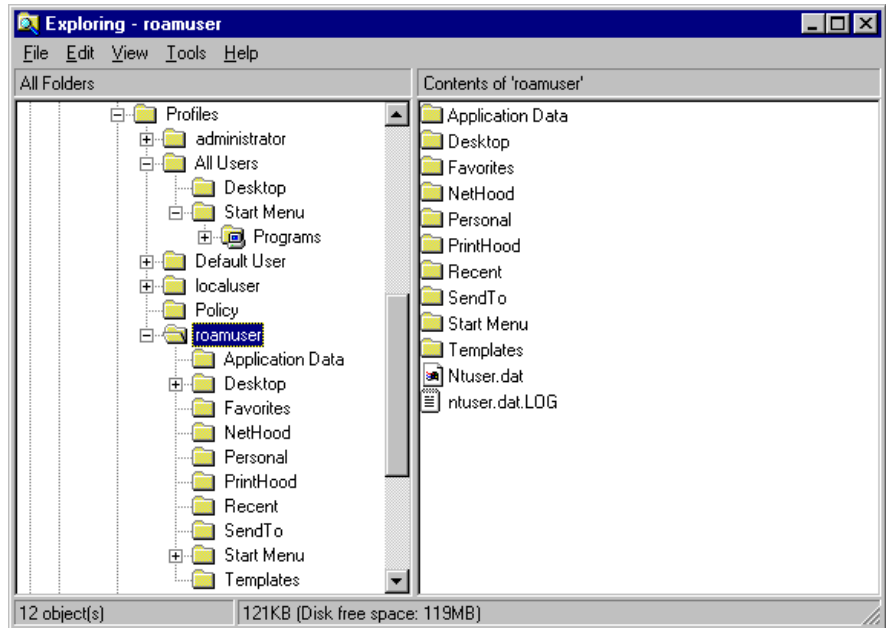 Exploring - roamuser
File Edit View Tools Help
All Folders
Contents of 'roamuser'
Profiles
administrator
All Users
Desktop
Start Menu
Programs
Default User
localuser
Policy
roamuser
Application Data
Desktop
Favorites
NetHood
Personal
PrintHood
Recent
SendTo
Start Menu
Templates
Application Data
Desktop
Favorites
NetHood
Personal
PrintHood
Recent
SendTo
Start Menu
Templates
Ntuser.dat
ntuser.dat.LOG
12 object(s)
121KB (Disk free space: 119MB)